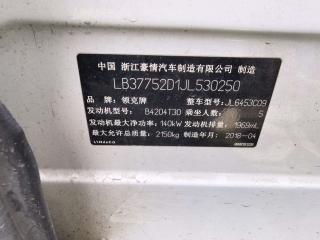 中国 浙江豪情汽车制造有限公司 制造
LB37752D1JL530250
品牌：领克牌 整车型号：JL6453C09
发动机型号：B4204T30 乘坐人数： 5
发动机最大净功率：140kW 发动机排量：1969mL
最大允许总质量：2150kg 制造年月：2018-04
LYNK&CO